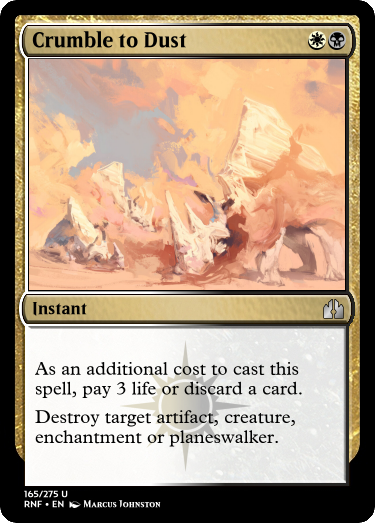 Crumble to Dust
Instant
As an additional cost to cast this
spell, pay 3 life or discard a card.
Destroy target artifact, creature,
enchantment or planeswalker.
165/275 U
RNF • EN Marcus Johnston